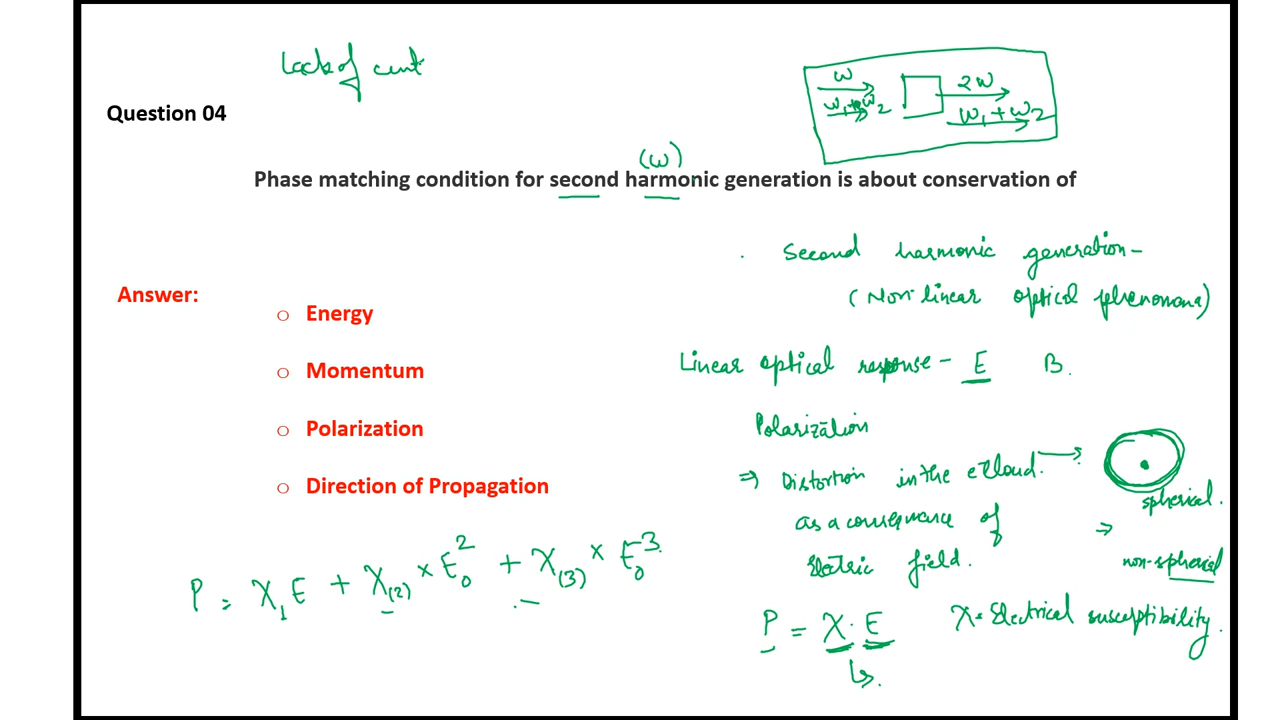 Lack of cent
ω
2ω
ω₁+ω₂
ω₁+ω₂
Question 04
(ω)
Phase matching condition for second harmonic generation is about conservation of
Second harmonic generation-
(Non-linear optical phenomana)
Answer:
Energy
Linear optical response - E B.
Momentum
Polarization
Polarization
⇒ Distortion in the e⁻ cloud. →
Direction of Propagation
spherical.
as a consequence of
⇒ non-spherical
Electric field.
P = χ₁E + χ₍₂₎ × E₀² + χ₍₃₎ × E₀³
P = χ · E
χ = Electrical susceptibility.